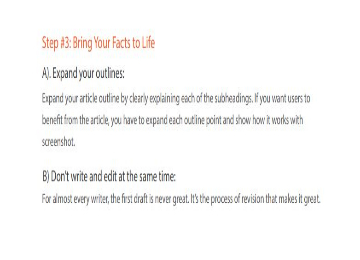 Step #3: Bring Your Facts to Life
A). Expand your outlines:
Expand your article outline by clearly explaining each of the subheadings. If you want users to
benefit from the article, you have to expand each outline point and show how it works with
screenshot.
B) Don't write and edit at the same time:
For almost every writer, the first draft is never great. It's the process of revision that makes it great.